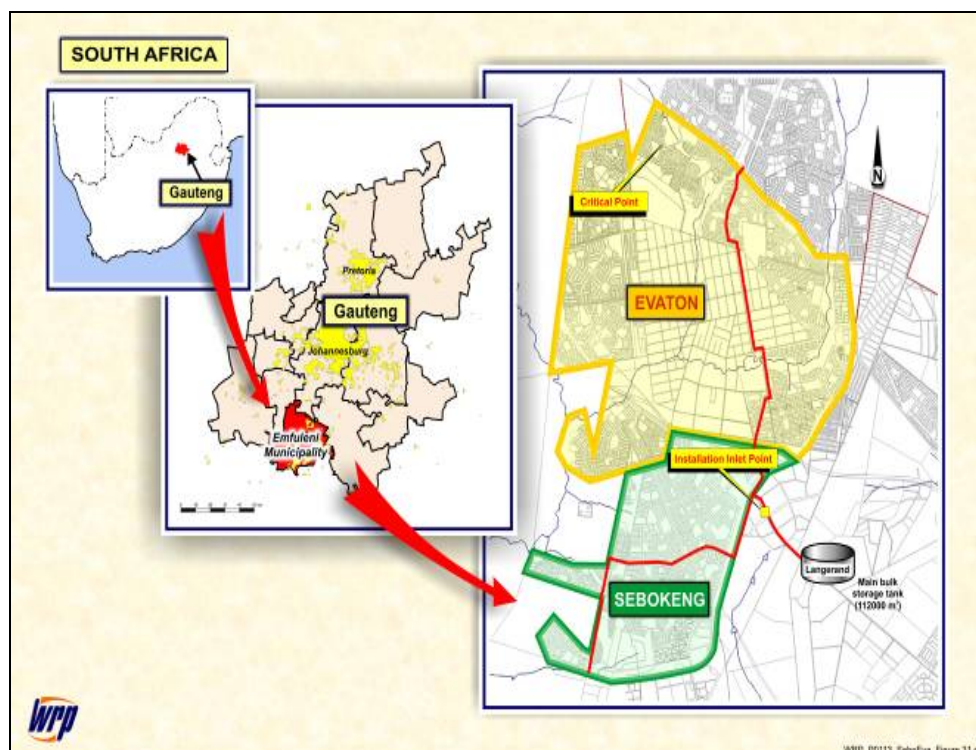 SOUTH AFRICA
Gauteng
Pretoria
Gauteng
Johannesburg
Emfuleni
Municipality
N
Critical Point
EVATON
Installation Inlet Point
Langerand
Main bulk
storage tank
(112000 m³)
SEBOKENG
wrp